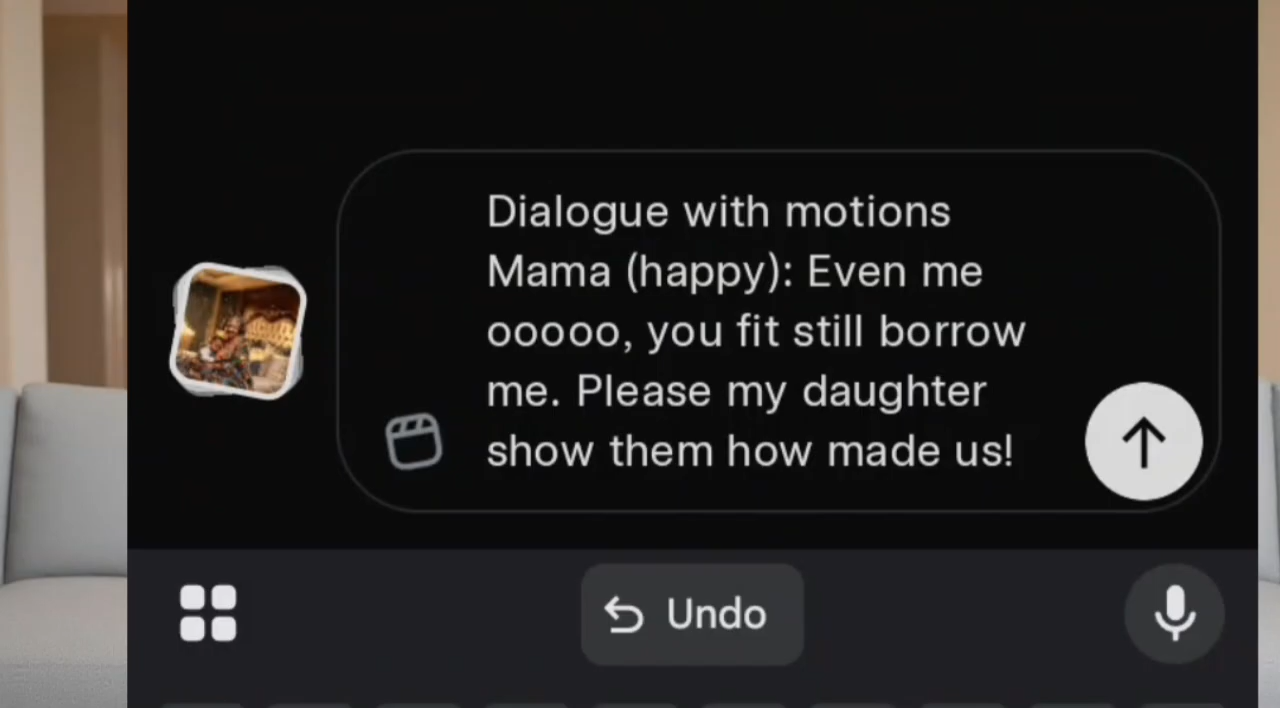 Dialogue with motions
Mama (happy): Even me
ooooo, you fit still borrow
me. Please my daughter
show them how made us!
Undo